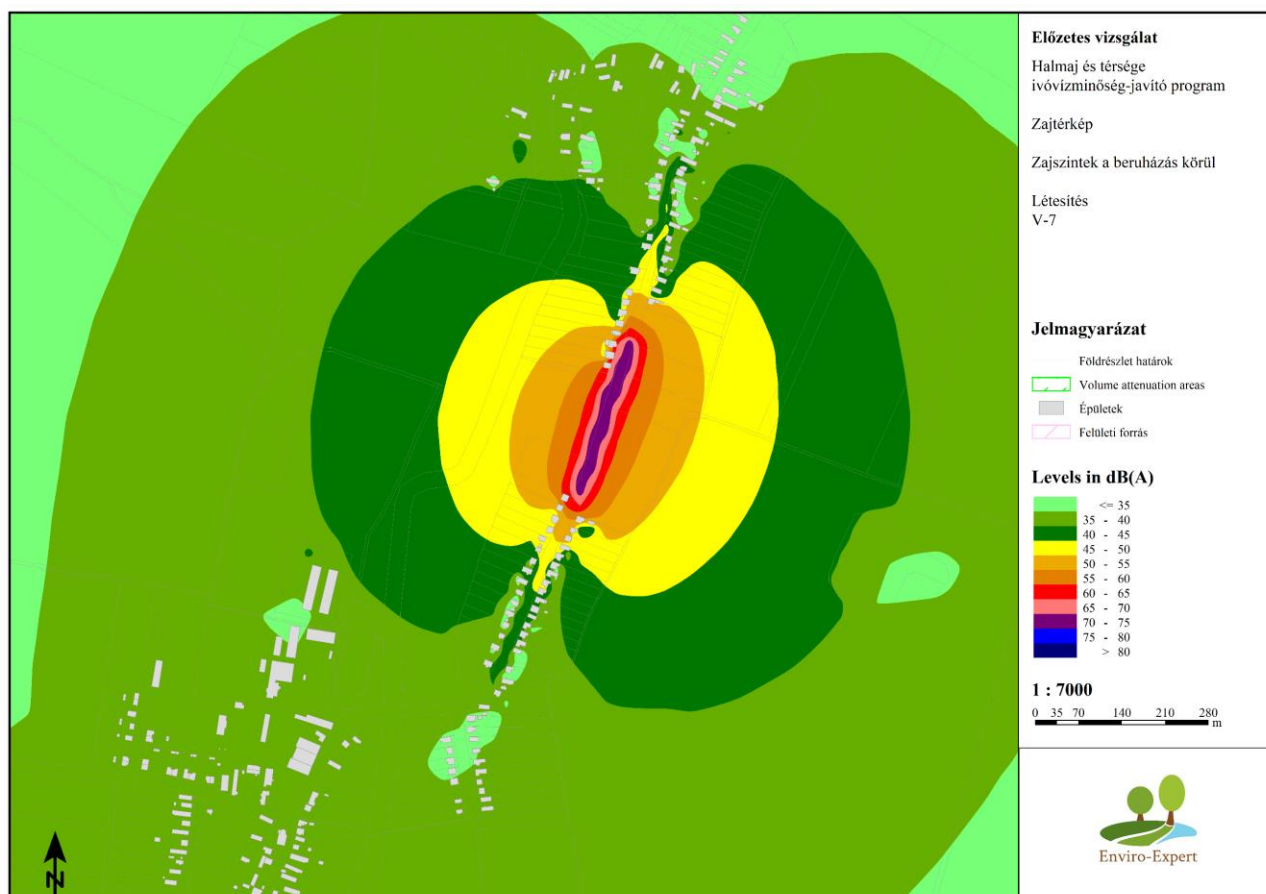 Előzetes vizsgálat
Halmaj és térsége
ivóvízminőség-javító program
Zajtérkép
Zajszintek a beruházás körül
Létesítés
V-7
Jelmagyarázat
Földrészlet határok
Volume attenuation areas
Épületek
Felületi forrás
Levels in dB(A)
<= 35
35 - 40
40 - 45
45 - 50
50 - 55
55 - 60
60 - 65
65 - 70
70 - 75
75 - 80
> 80
1 : 7000
0 35 70 140 210 280
m
Enviro-Expert
N